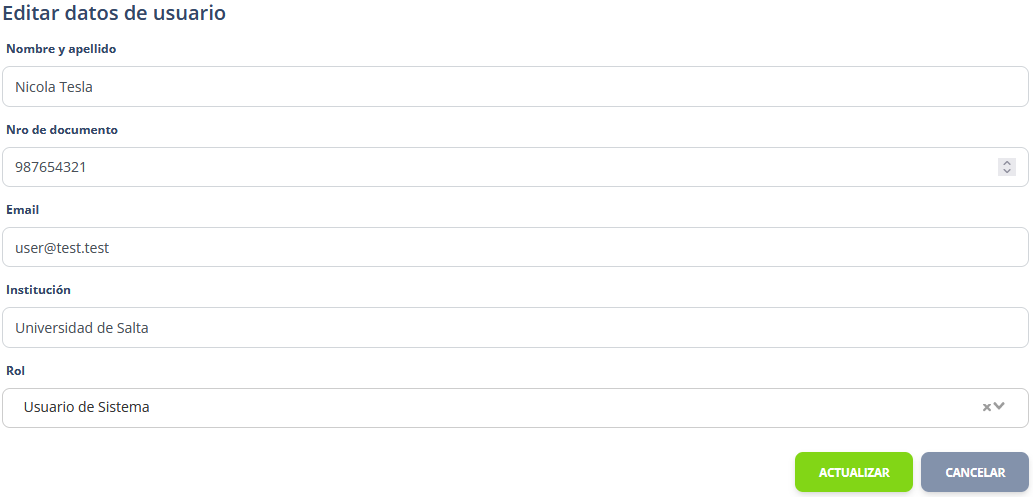 Editar datos de usuario
Nombre y apellido
Nicola Tesla
Nro de documento
987654321
Email
user@test.test
Institución
Universidad de Salta
Rol
Usuario de Sistema
ACTUALIZAR CANCELAR